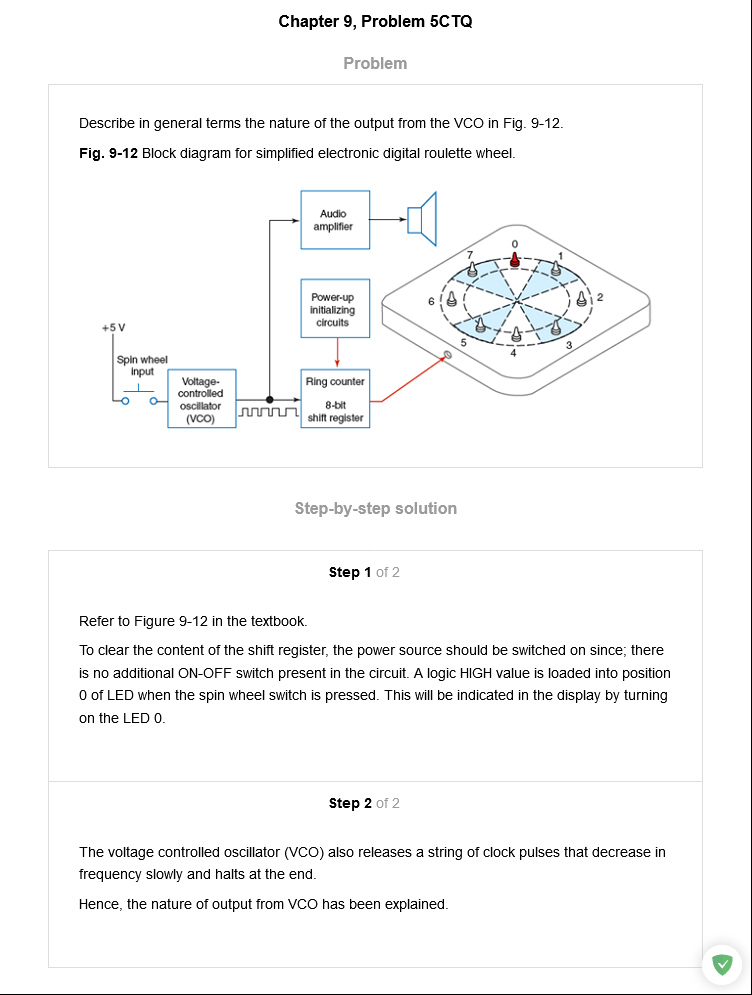 Chapter 9, Problem 5CTQ
Problem
Describe in general terms the nature of the output from the VCO in Fig. 9-12.
Fig. 9-12 Block diagram for simplified electronic digital roulette wheel.
Audio
amplifier
Power-up
initializing
circuits
+5 V
Spin wheel
input
Voltage-
controlled
oscillator
(VCO)
Ring counter
8-bit
shift register
0
1
2
3
4
5
6
7
Step-by-step solution
Step 1 of 2
Refer to Figure 9-12 in the textbook.
To clear the content of the shift register, the power source should be switched on since; there
is no additional ON-OFF switch present in the circuit. A logic HIGH value is loaded into position
0 of LED when the spin wheel switch is pressed. This will be indicated in the display by turning
on the LED 0.
Step 2 of 2
The voltage controlled oscillator (VCO) also releases a string of clock pulses that decrease in
frequency slowly and halts at the end.
Hence, the nature of output from VCO has been explained.